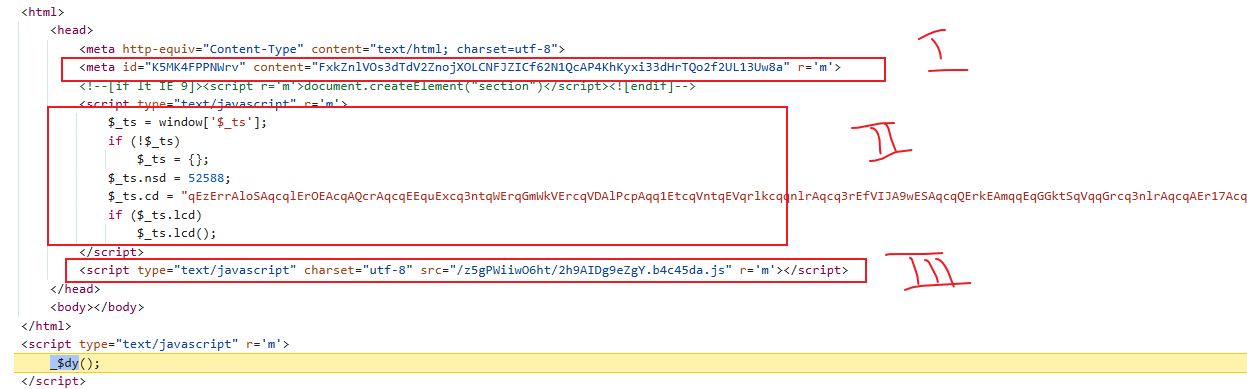 <html>
<head>
<meta http-equiv="Content-Type" content="text/html; charset=utf-8">
<meta id="K5MK4FPPNWrv" content="FxkZnlVOs3dTdV2ZnojXOLCNFJZICf62N1QcAP4KhKyxi33dHrTQo2f2UL13Uw8a" r='m'>
I
<!--[if lt IE 9]><script r='m'>document.createElement("section")</script><![endif]-->
<script type="text/javascript" r='m'>
$_ts = window['$_ts'];
if (!$_ts)
II
$_ts = {};
$_ts.nsd = 52588;
$_ts.cd = "qEzErrAloSAqcqlErOEAcqAQcrAqcqEEquExcq3ntqWErqGmWkVErcqVDAlPcpAqq1EtcqVntqEVqrlkcqqnlrAqcq3rEfVIJA9wESAqcqQErkEAmqqEqGGktSqVqqGrcq3nlrAqcqAEr17Acq
if ($_ts.lcd)
$_ts.lcd();
</script>
<script type="text/javascript" charset="utf-8" src="/z5gPWiiwO6ht/2h9AIDg9eZgY.b4c45da.js" r='m'></script>
III
</head>
<body></body>
</html>
<script type="text/javascript" r='m'>
_$dy();
</script>